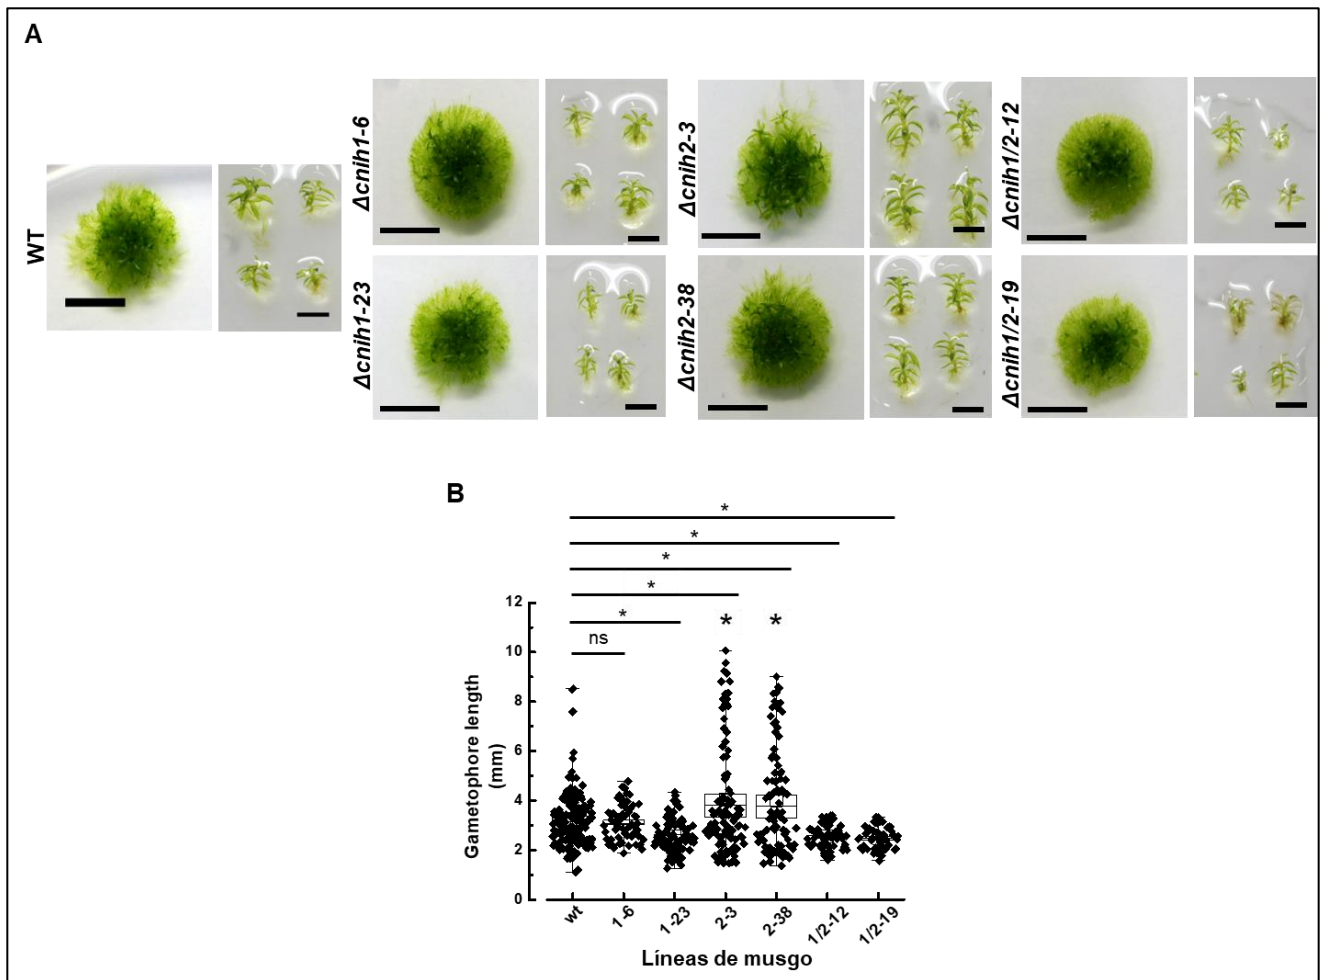 A
WT
Δcnih1-6
Δcnih2-3
Δcnih1/2-12
Δcnih1-23
Δcnih2-38
Δcnih1/2-19
B
*
*
*
*
*
ns
* *
Gametophore length
(mm)
12
10
8
6
4
2
0
wt 1-6 1-23 2-3 2-38 1/2-12 1/2-19
Líneas de musgo